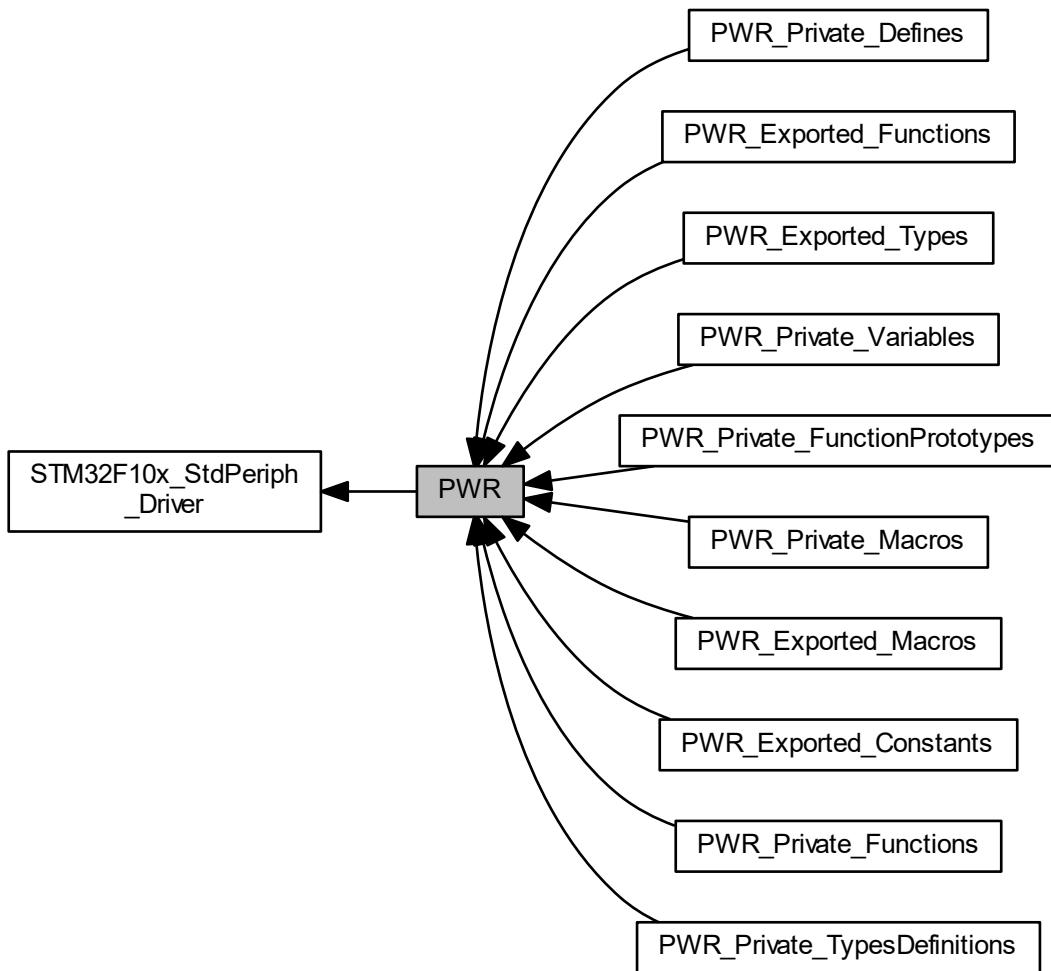 PWR_Private_Defines
PWR_Exported_Functions
PWR_Exported_Types
PWR_Private_Variables
PWR_Private_FunctionPrototypes
STM32F10x_StdPeriph
_Driver
PWR
PWR_Private_Macros
PWR_Exported_Macros
PWR_Exported_Constants
PWR_Private_Functions
PWR_Private_TypesDefinitions